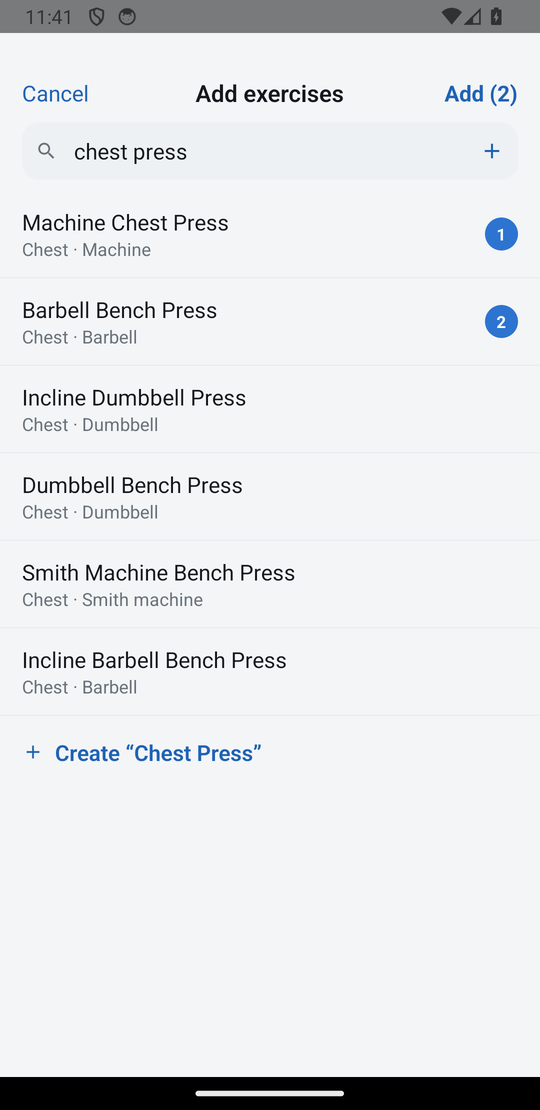 11:41
Cancel
Add exercises
Add (2)
chest press
Machine Chest Press
Chest · Machine
1
Barbell Bench Press
Chest · Barbell
2
Incline Dumbbell Press
Chest · Dumbbell
Dumbbell Bench Press
Chest · Dumbbell
Smith Machine Bench Press
Chest · Smith machine
Incline Barbell Bench Press
Chest · Barbell
+ Create “Chest Press”